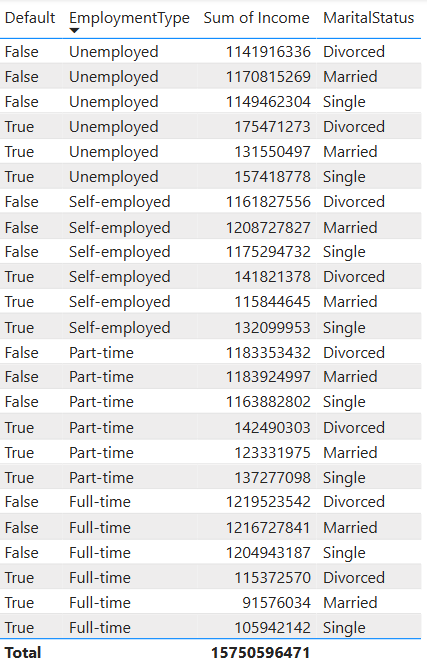 Default EmploymentType Sum of Income MaritalStatus
False Unemployed 1141916336 Divorced
False Unemployed 1170815269 Married
False Unemployed 1149462304 Single
True Unemployed 175471273 Divorced
True Unemployed 131550497 Married
True Unemployed 157418778 Single
False Self-employed 1161827556 Divorced
False Self-employed 1208727827 Married
False Self-employed 1175294732 Single
True Self-employed 141821378 Divorced
True Self-employed 115844645 Married
True Self-employed 132099953 Single
False Part-time 1183353432 Divorced
False Part-time 1183924997 Married
False Part-time 1163882802 Single
True Part-time 142490303 Divorced
True Part-time 123331975 Married
True Part-time 137277098 Single
False Full-time 1219523542 Divorced
False Full-time 1216727841 Married
False Full-time 1204943187 Single
True Full-time 115372570 Divorced
True Full-time 91576034 Married
True Full-time 105942142 Single
Total 15750596471